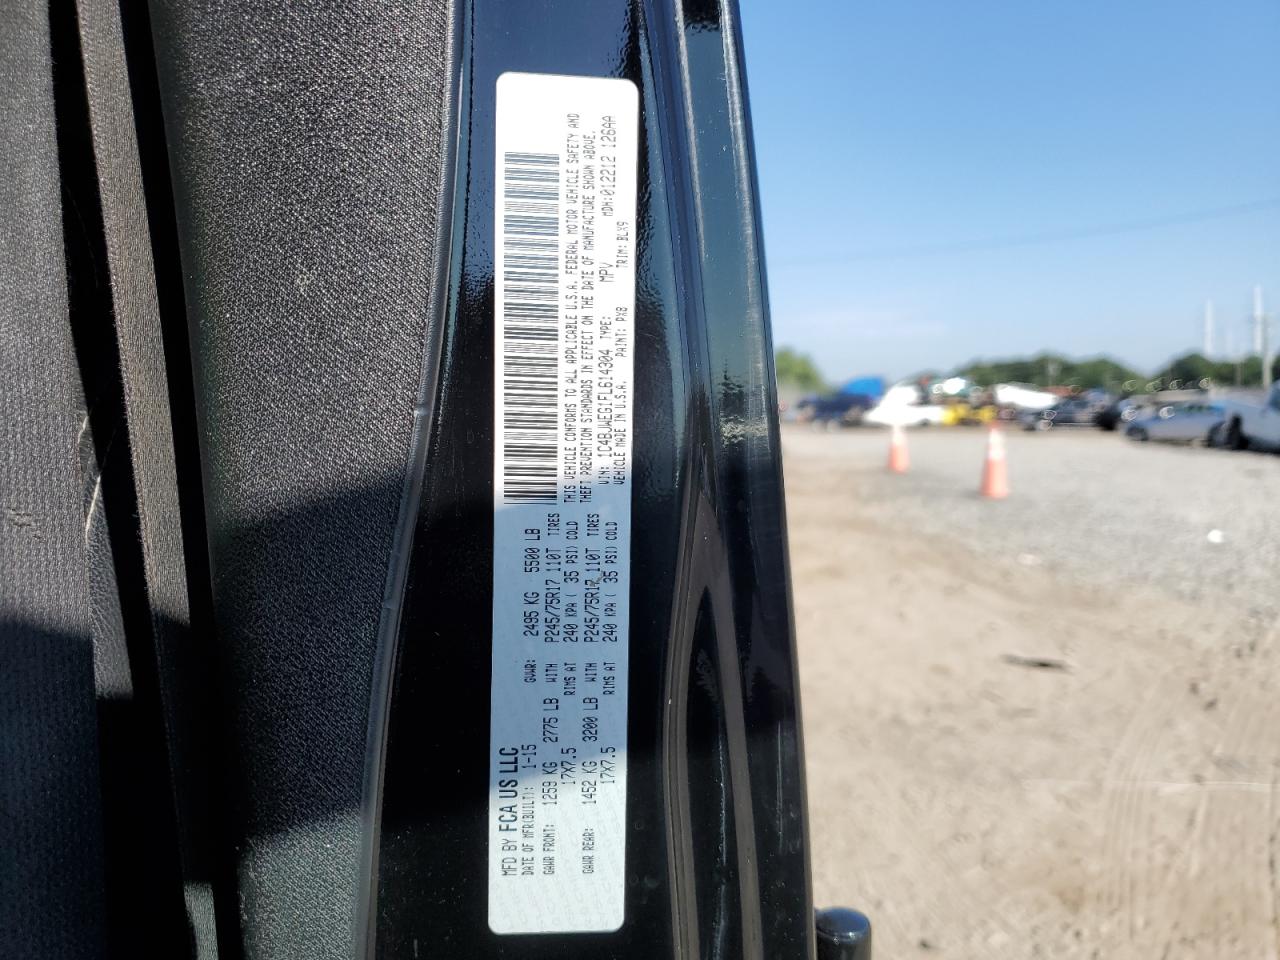 MFD BY FCA US LLC
DATE OF MFR(BUILT): 1-15 GVWR: 2495 KG 5500 LB
GAWR FRONT: 1259 KG 2775 LB WITH P245/75R17 110T TIRES
17X7.5 RIMS AT 240 KPA ( 35 PSI) COLD
GAWR REAR: 1452 KG 3200 LB WITH P245/75R17 110T TIRES
17X7.5 RIMS AT 240 KPA ( 35 PSI) COLD
THIS VEHICLE CONFORMS TO ALL APPLICABLE U.S.A. FEDERAL MOTOR VEHICLE SAFETY AND
THEFT PREVENTION STANDARDS IN EFFECT ON THE DATE OF MANUFACTURE SHOWN ABOVE.
VIN: 1C4BJWEG1FL614304 TYPE: MPV MDH:012212 126AA
VEHICLE MADE IN U.S.A. PAINT: PX8 TRIM: BLX9